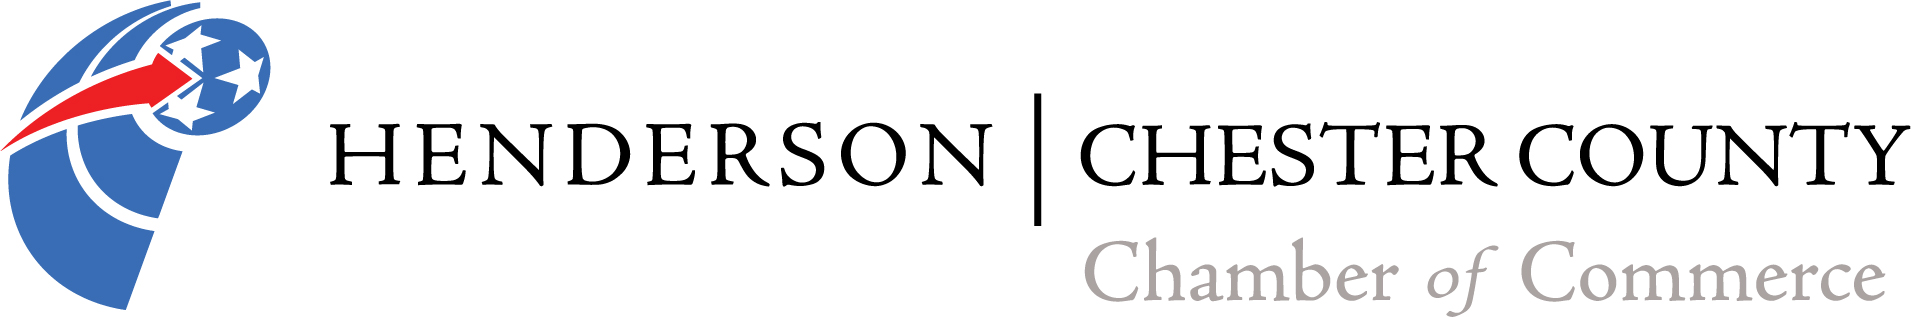 HENDERSON | CHESTER COUNTY
Chamber of Commerce